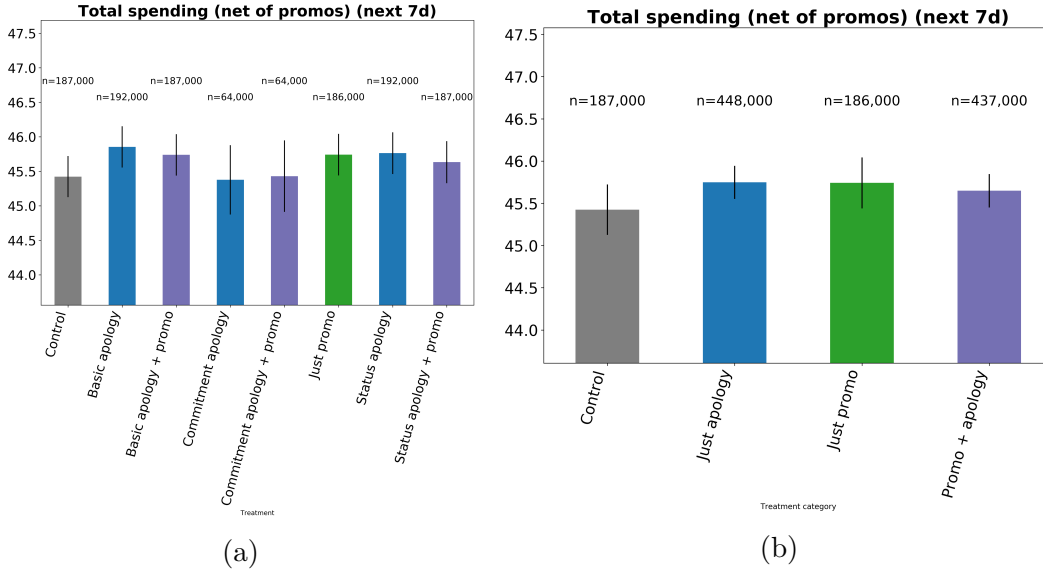 Total spending (net of promos) (next 7d)
47.5
47.0
46.5
46.0
45.5
45.0
44.5
44.0
n=187,000
n=192,000
n=187,000
n=64,000
n=64,000
n=186,000
n=192,000
n=187,000
Control
Basic apology
Basic apology + promo
Commitment apology
Commitment apology + promo
Just promo
Status apology
Status apology + promo
Treatment
(a)
Total spending (net of promos) (next 7d)
47.5
47.0
46.5
46.0
45.5
45.0
44.5
44.0
n=187,000
n=448,000
n=186,000
n=437,000
Control
Just apology
Just promo
Promo + apology
Treatment category
(b)